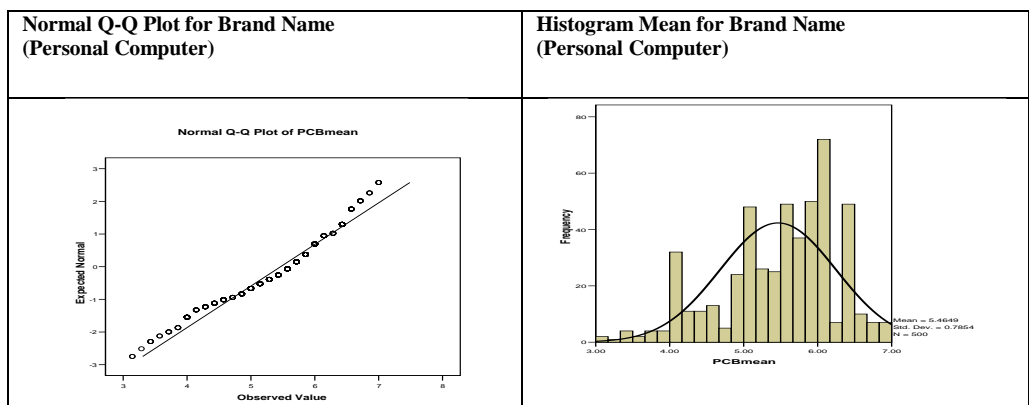 Normal Q-Q Plot for Brand Name
(Personal Computer)
Histogram Mean for Brand Name
(Personal Computer)
Normal Q-Q Plot of PCBmean
3
2
1
0
-1
-2
-3
Expected Normal
3 4 5 6 7 8
Observed Value
80
60
40
20
0
Frequency
3.00 4.00 5.00 6.00 7.00
PCBmean
Mean = 5.4649
Std. Dev. = 0.7854
N = 500